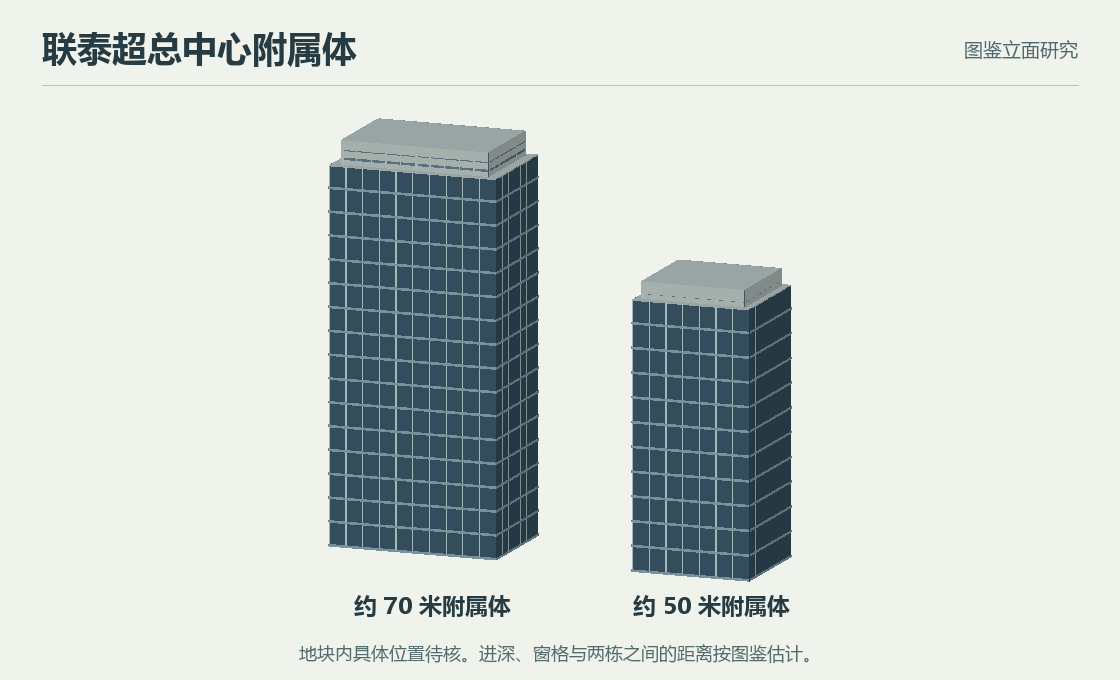 联泰超总中心附属体
图鉴立面研究
约 70 米附属体
约 50 米附属体
地块内具体位置待核。进深、窗格与两栋之间的距离按图鉴估计。